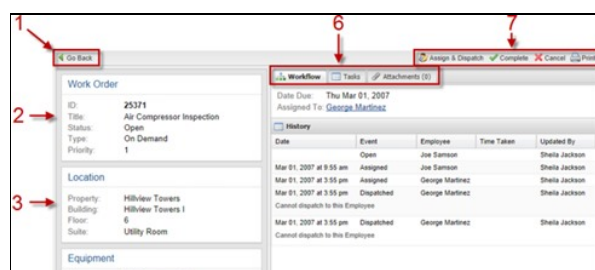 1
6
7
Go Back
Assign & Dispatch Complete Cancel Print
Work Order
2
ID: 25371
Title: Air Compressor Inspection
Status: Open
Type: On Demand
Priority: 1
Location
3
Property: Hillview Towers
Building: Hillview Towers I
Floor: 6
Suite: Utility Room
Equipment
Workflow Tasks Attachments (0)
Date Due: Thu Mar 01, 2007
Assigned To: George Martinez
History
Date Event Employee Time Taken Updated By
Open Joe Samson Sheila Jackson
Mar 01, 2007 at 9:55 am Assigned Joe Samson Sheila Jackson
Mar 01, 2007 at 3:55 pm Assigned George Martinez Sheila Jackson
Mar 01, 2007 at 3:55 pm Dispatched George Martinez Sheila Jackson
Cannot dispatch to this Employee
Mar 01, 2007 at 3:55 pm Dispatched George Martinez Sheila Jackson
Cannot dispatch to this Employee